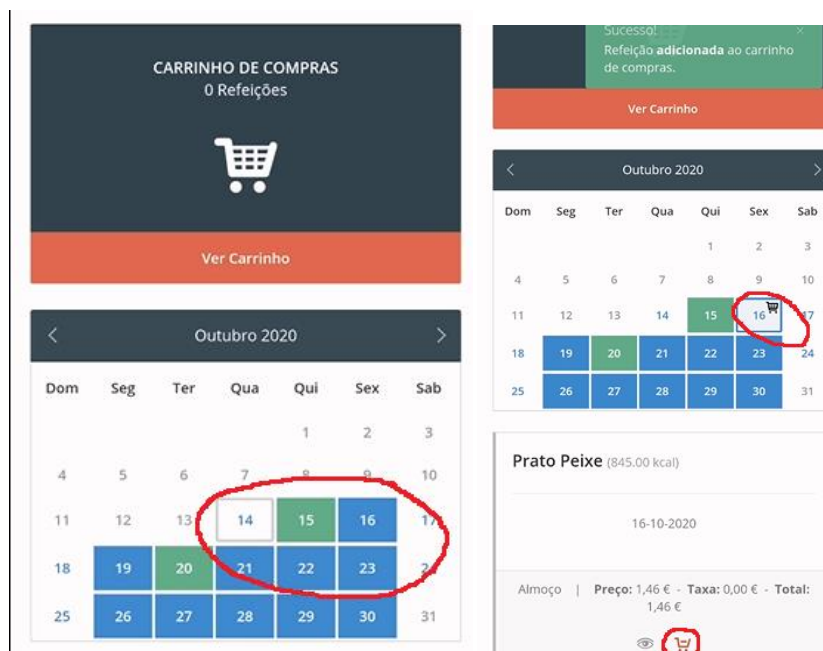 CARRINHO DE COMPRAS
0 Refeições
Ver Carrinho
Outubro 2020
Dom Seg Ter Qua Qui Sex Sab
1 2 3
4 5 6 7 8 9 10
11 12 13 14 15 16 17
18 19 20 21 22 23 24
25 26 27 28 29 30 31
Sucesso!
Refeição adicionada ao carrinho
de compras.
Ver Carrinho
Outubro 2020
Dom Seg Ter Qua Qui Sex Sab
1 2 3
4 5 6 7 8 9 10
11 12 13 14 15 16 17
18 19 20 21 22 23 24
25 26 27 28 29 30 31
Prato Peixe (845.00 kcal)
16-10-2020
Almoço | Preço: 1,46 € - Taxa: 0,00 € - Total:
1,46 €